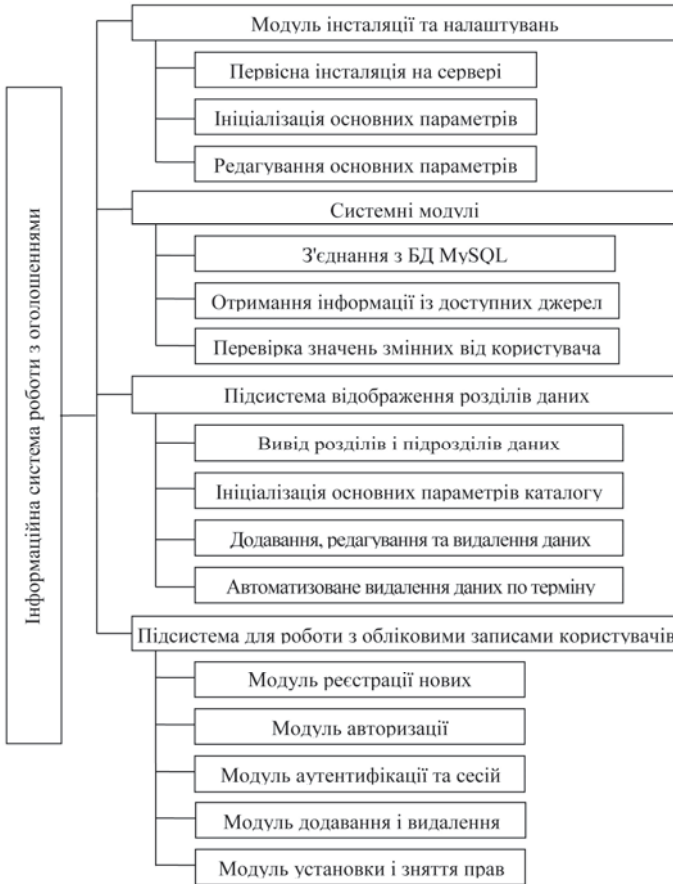 Інформаційна система роботи з оголошеннями
Модуль інсталяції та налаштувань
Первісна інсталяція на сервері
Ініціалізація основних параметрів
Редагування основних параметрів
Системні модулі
З'єднання з БД MySQL
Отримання інформації із доступних джерел
Перевірка значень змінних від користувача
Підсистема відображення розділів даних
Вивід розділів і підрозділів даних
Ініціалізація основних параметрів каталогу
Додавання, редагування та видалення даних
Автоматизоване видалення даних по терміну
Підсистема для роботи з обліковими записами користувачів
Модуль реєстрації нових
Модуль авторизації
Модуль аутентифікації та сесій
Модуль додавання і видалення
Модуль установки і зняття прав